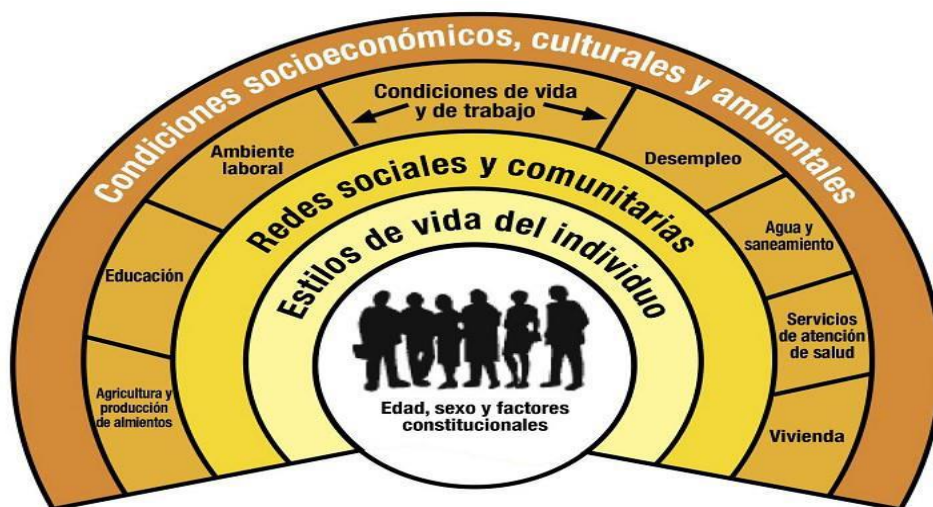 Condiciones socioeconómicos, culturales y ambientales
Condiciones de vida
y de trabajo
Ambiente
laboral
Desempleo
Redes sociales y comunitarias
Agua y
saneamiento
Educación
Estilos de vida del individuo
Servicios
de atención
de salud
Agricultura y
producción
de almientos
Edad, sexo y factores
constitucionales
Vivienda